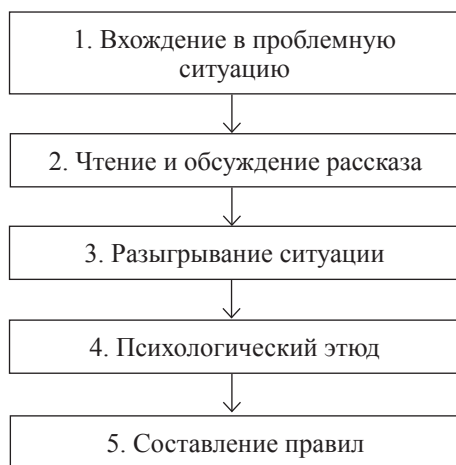 1. Вхождение в проблемную
ситуацию
2. Чтение и обсуждение рассказа
3. Разыгрывание ситуации
4. Психологический этюд
5. Составление правил